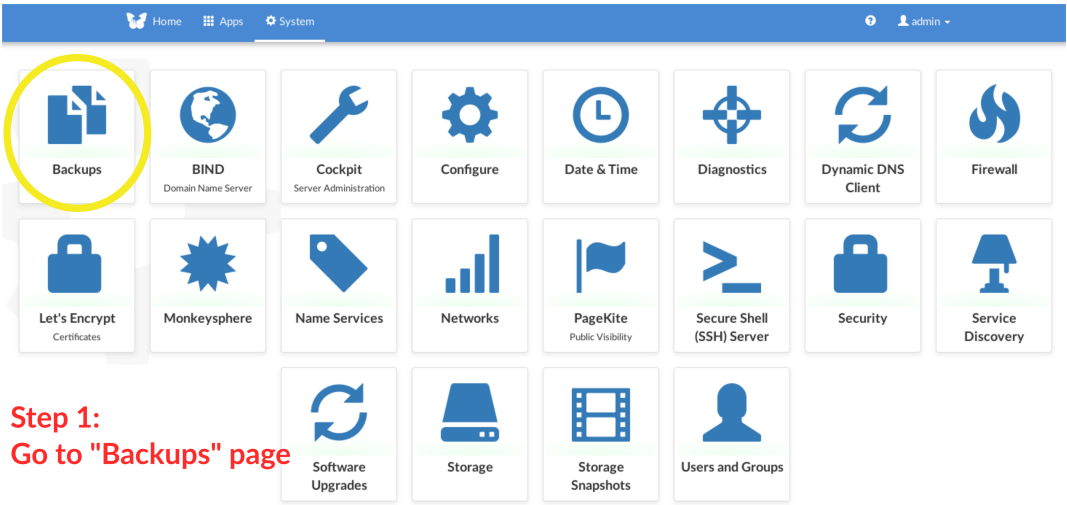 Home Apps System admin
Backups
BIND
Domain Name Server
Cockpit
Server Administration
Configure
Date & Time
Diagnostics
Dynamic DNS
Client
Firewall
Let's Encrypt
Certificates
Monkeysphere
Name Services
Networks
PageKite
Public Visibility
Secure Shell
(SSH) Server
Security
Service
Discovery
Step 1:
Go to "Backups" page
Software
Upgrades
Storage
Storage
Snapshots
Users and Groups